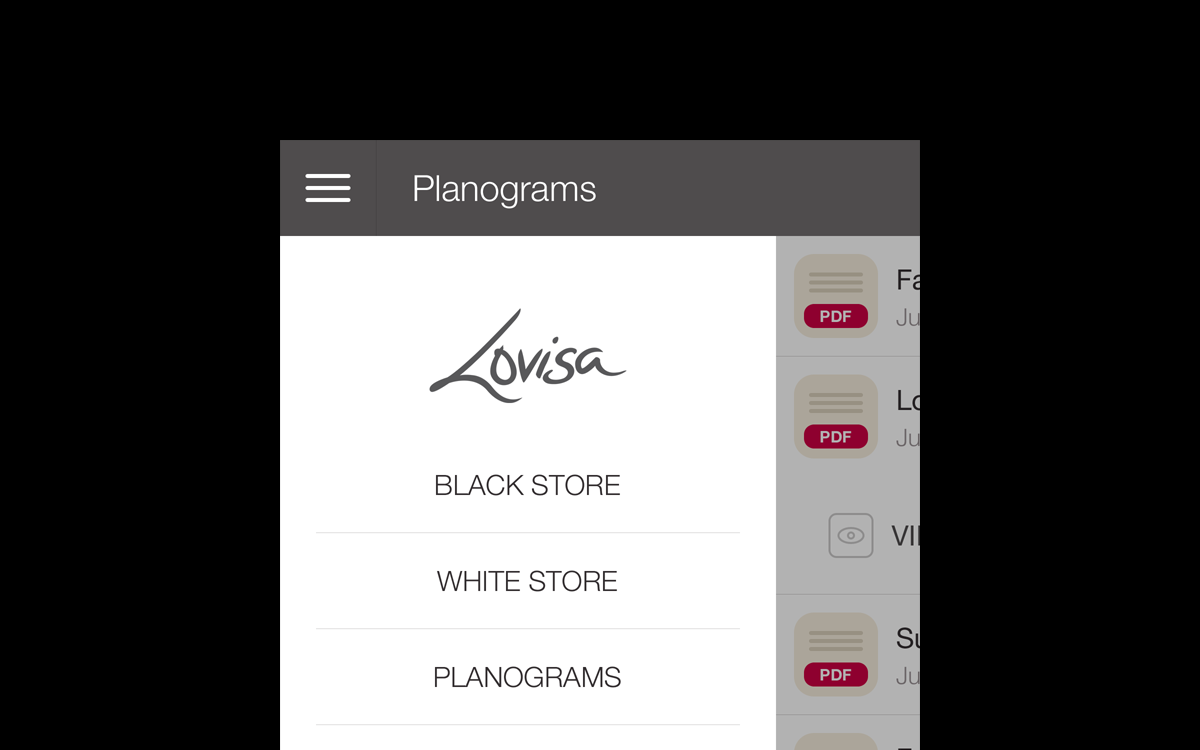 Planograms
Lovisa
BLACK STORE
WHITE STORE
PLANOGRAMS
PDF
Fa
Ju
PDF
Lo
Ju
VI
PDF
Su
Ju